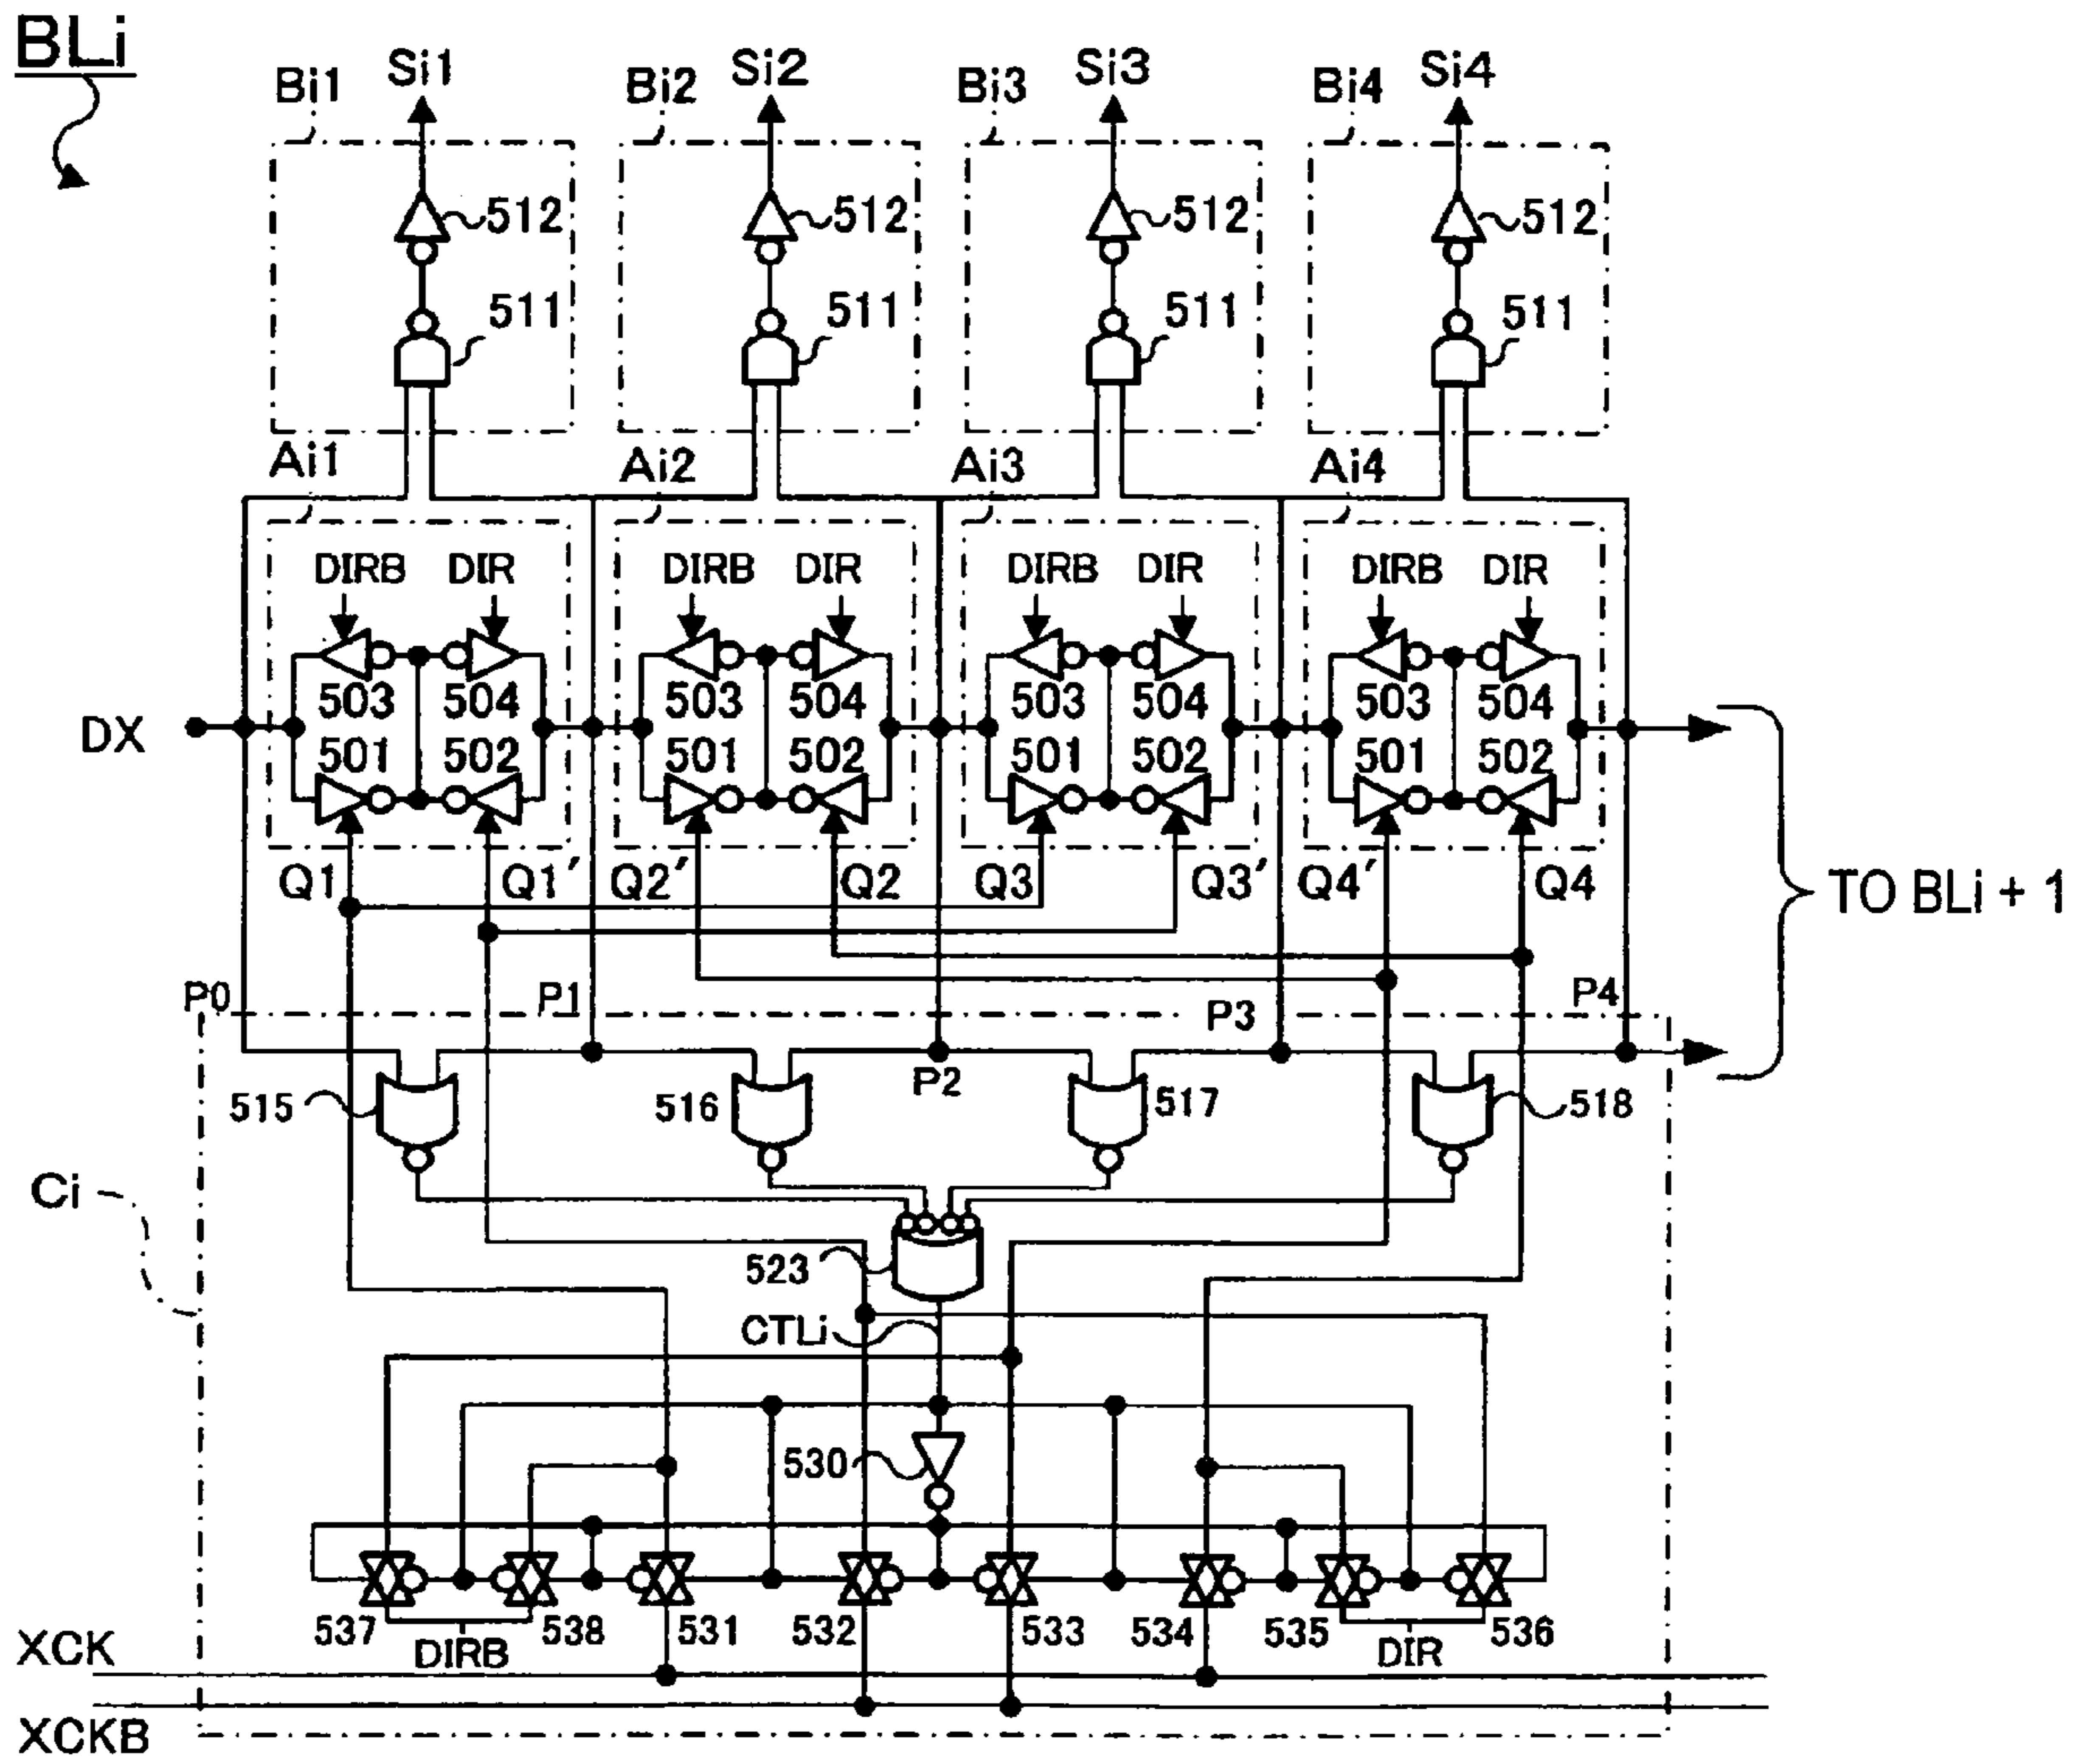 BLi
Bi1 Si1 Bi2 Si2 Bi3 Si3 Bi4 Si4
512 512 512 512
511 511 511 511
Ai1 Ai2 Ai3 Ai4
DIRB DIR DIRB DIR DIRB DIR DIRB DIR
503 504 503 504 503 504 503 504
DX
501 502 501 502 501 502 501 502
Q1 Q1′ Q2′ Q2 Q3 Q3′ Q4′ Q4
TO BLi + 1
P0 P1 P3 P4
P2
515 516 517 518
Ci
523
CTLi
530
537 538 531 532 533 534 535 536
DIRB DIR
XCK
XCKB